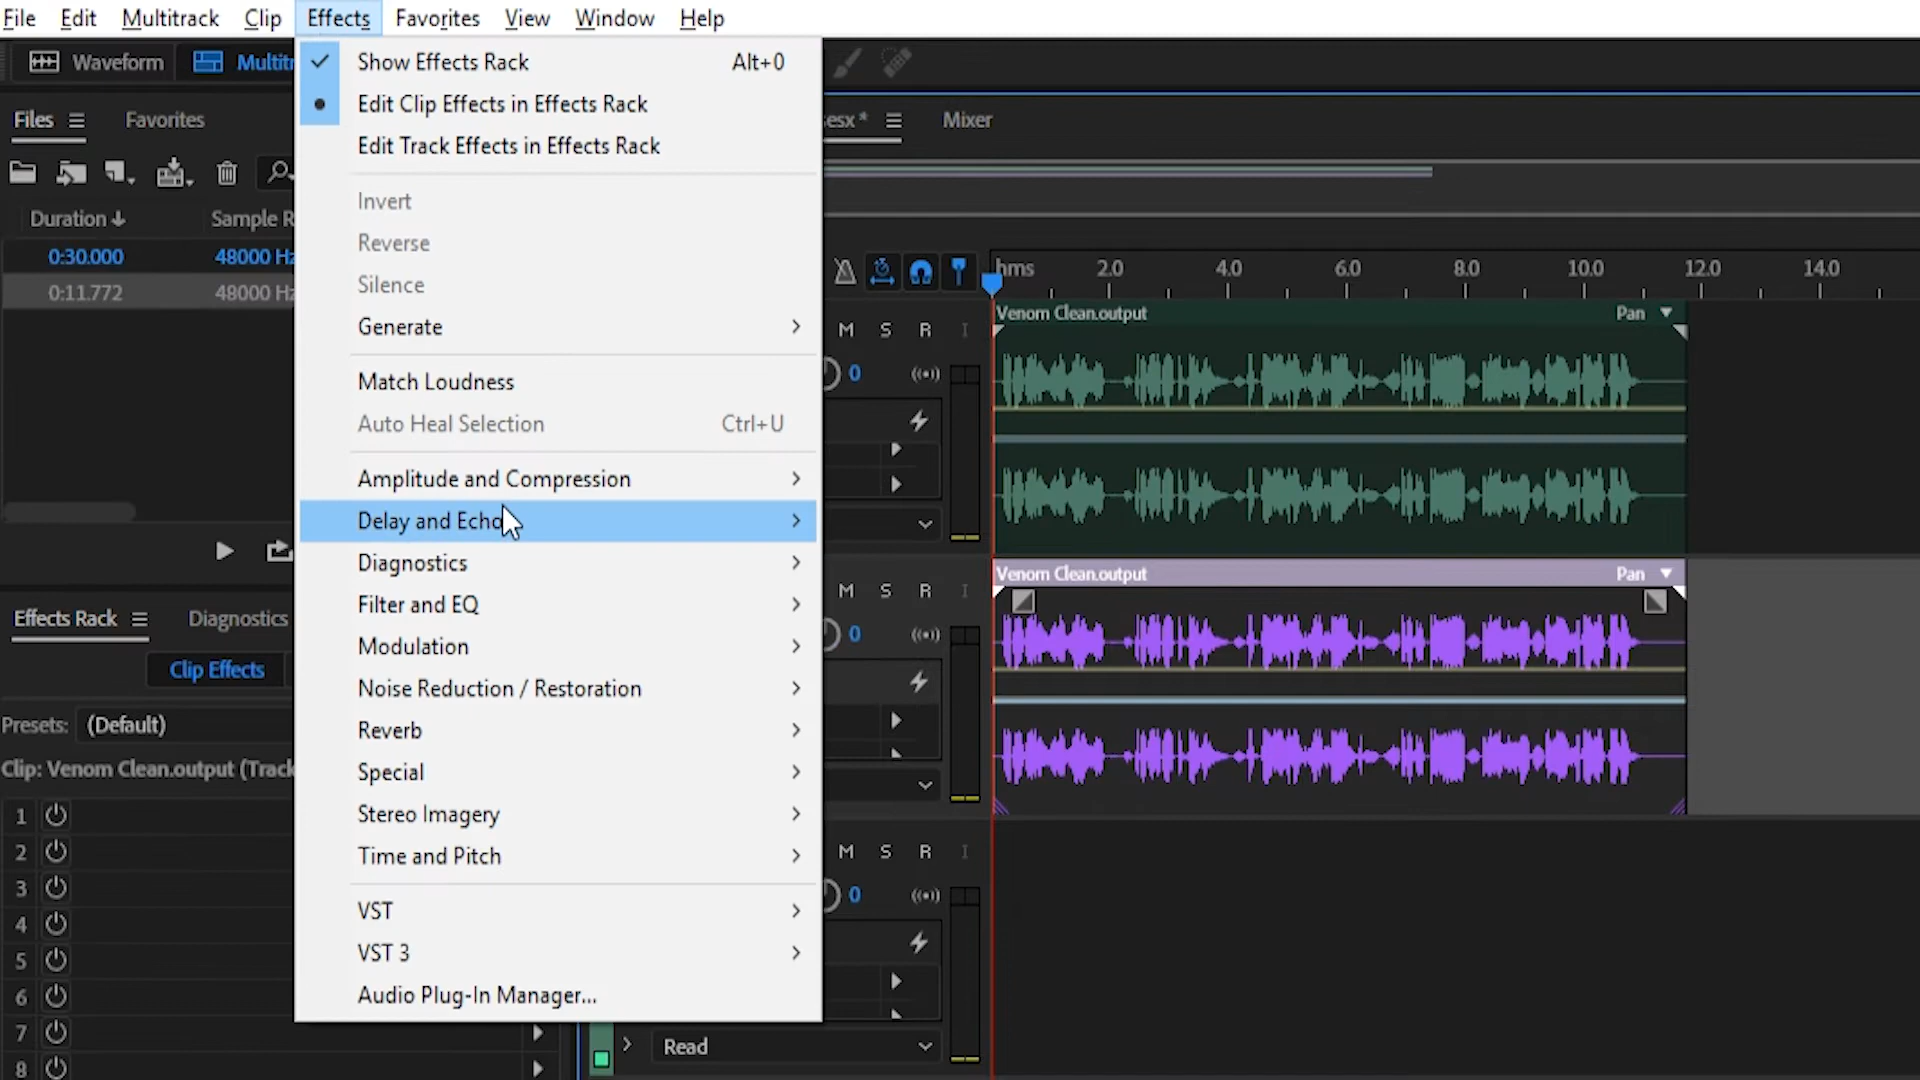 File Edit Multitrack Clip Effects Favorites View Window Help
Waveform Multitr
Show Effects Rack Alt+0
Edit Clip Effects in Effects Rack
Edit Track Effects in Effects Rack
Invert
Reverse
Silence
Generate
Match Loudness
Auto Heal Selection Ctrl+U
Amplitude and Compression
Delay and Echo
Diagnostics
Filter and EQ
Modulation
Noise Reduction / Restoration
Reverb
Special
Stereo Imagery
Time and Pitch
VST
VST 3
Audio Plug-In Manager...
Files Favorites
Duration Sample R
0:30.000 48000 Hz
0:11.772 48000 Hz
Effects Rack Diagnostics
Clip Effects
Presets: (Default)
Clip: Venom Clean.output (Track
1
2
3
4
5
6
7
8
esx * Mixer
hms 2.0 4.0 6.0 8.0 10.0 12.0 14.0
M S R I
0
Venom Clean.output Pan
M S R I
0
Venom Clean.output Pan
M S R I
0
Read